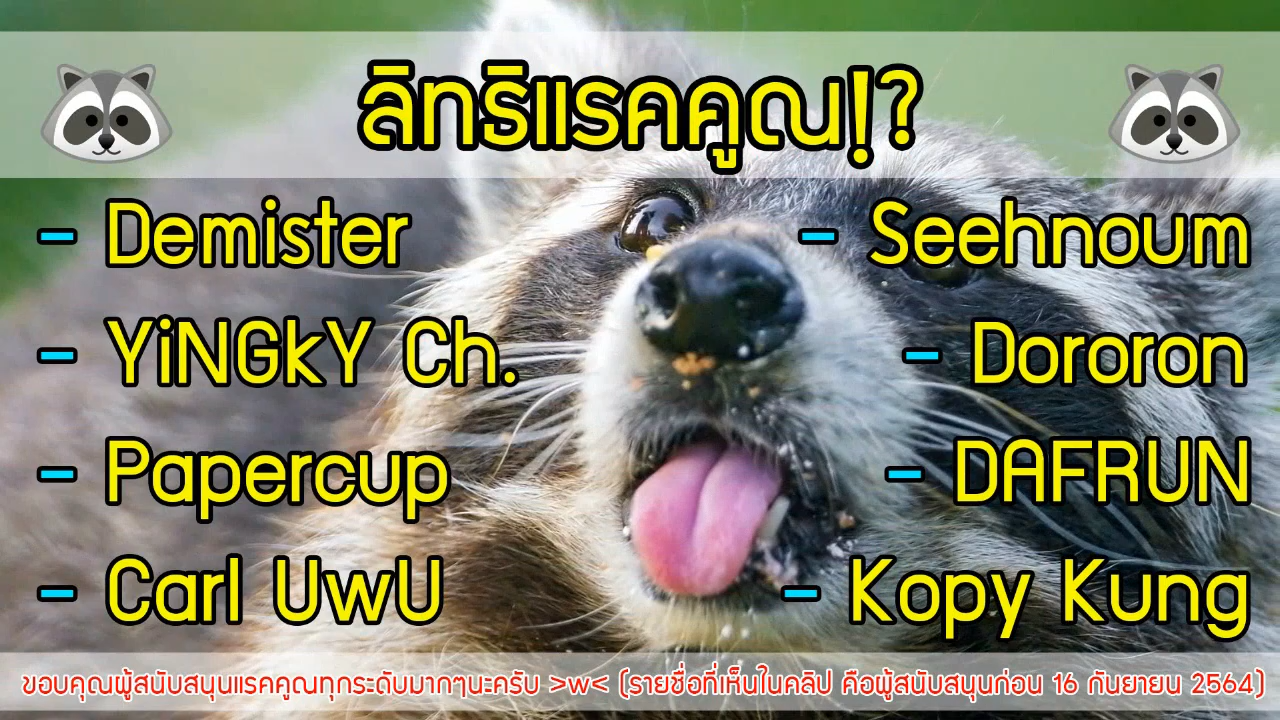 ลิทธิแรคคูณ!?
- Demister
- Seehnoum
- YiNGkY Ch.
- Dororon
- Papercup
- DAFRUN
- Carl UwU
- Kopy Kung
ขอบคุณผู้สนับสนุนแรคคูณทุกระดับมากๆนะครับ >w< (รายชื่อที่เห็นในคลิป คือผู้สนับสนุนก่อน 16 กันยายน 2564)